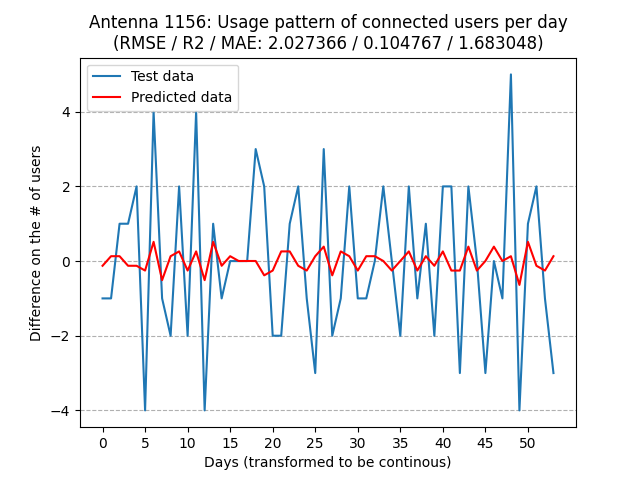 Antenna 1156: Usage pattern of connected users per day
(RMSE / R2 / MAE: 2.027366 / 0.104767 / 1.683048)
Test data
Predicted data
4
2
0
−2
−4
Difference on the # of users
0 5 10 15 20 25 30 35 40 45 50
Days (transformed to be continous)